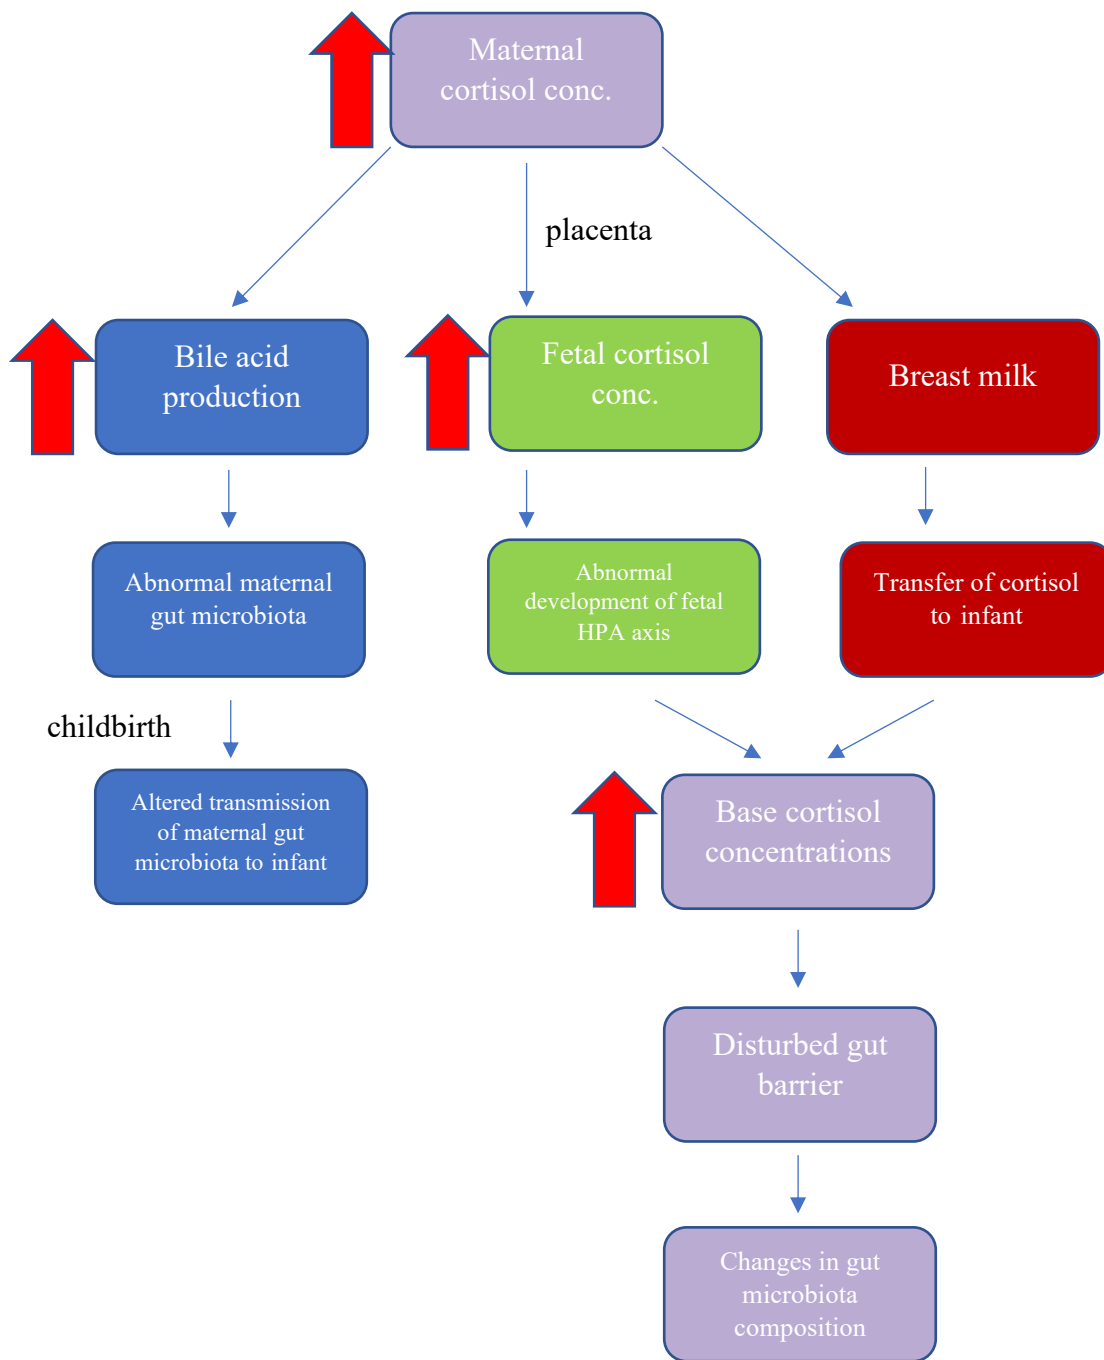 Maternal
cortisol conc.
placenta
Bile acid
production
Fetal cortisol
conc.
Breast milk
Abnormal maternal
gut microbiota
Abnormal
development of fetal
HPA axis
Transfer of cortisol
to infant
childbirth
Altered transmission
of maternal gut
microbiota to infant
Base cortisol
concentrations
Disturbed gut
barrier
Changes in gut
microbiota
composition